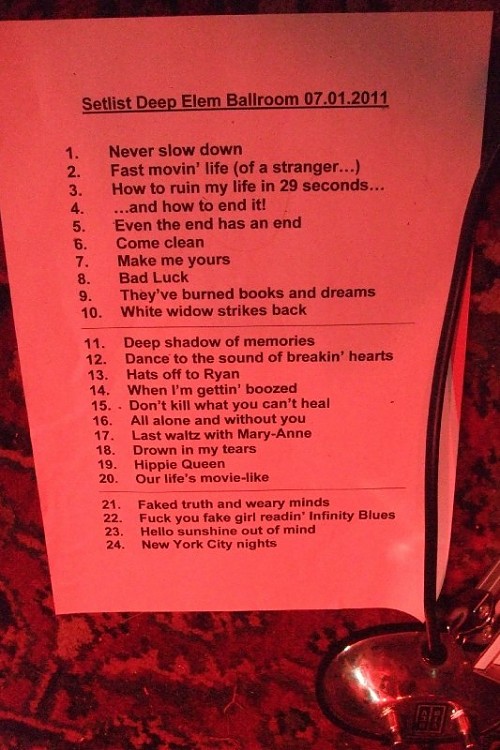 Setlist Deep Elem Ballroom 07.01.2011
1. Never slow down
2. Fast movin' life (of a stranger...)
3. How to ruin my life in 29 seconds...
4. ...and how to end it!
5. Even the end has an end
6. Come clean
7. Make me yours
8. Bad Luck
9. They've burned books and dreams
10. White widow strikes back
11. Deep shadow of memories
12. Dance to the sound of breakin' hearts
13. Hats off to Ryan
14. When I'm gettin' boozed
15. Don't kill what you can't heal
16. All alone and without you
17. Last waltz with Mary-Anne
18. Drown in my tears
19. Hippie Queen
20. Our life's movie-like
21. Faked truth and weary minds
22. Fuck you fake girl readin' Infinity Blues
23. Hello sunshine out of mind
24. New York City nights